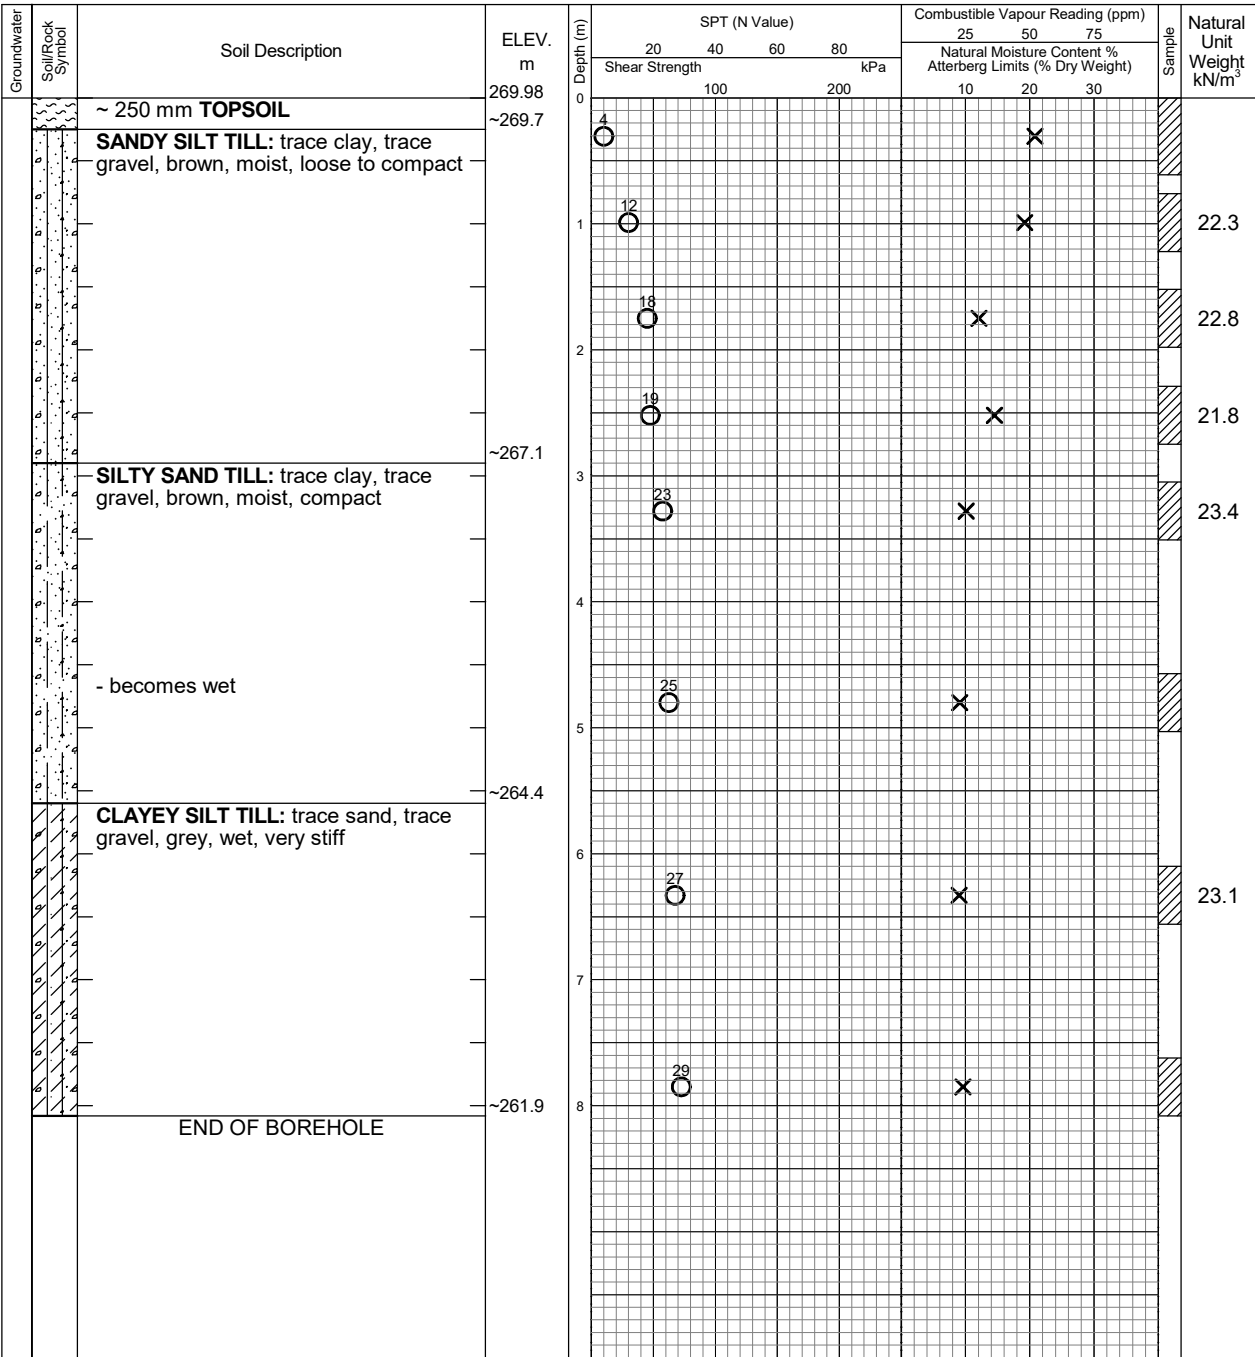 Groundwater
Soil/Rock
Symbol
Soil Description
ELEV.
m
Depth (m)
SPT (N Value)
20 40 60 80
Shear Strength kPa
100 200
Combustible Vapour Reading (ppm)
25 50 75
Natural Moisture Content %
Atterberg Limits (% Dry Weight)
10 20 30
Sample
Natural
Unit
Weight
kN/m³
269.98
0
~ 250 mm TOPSOIL
~269.7
4
SANDY SILT TILL: trace clay, trace
gravel, brown, moist, loose to compact
12
1
22.3
18
22.8
2
19
21.8
~267.1
SILTY SAND TILL: trace clay, trace
gravel, brown, moist, compact
3
23
23.4
4
- becomes wet
25
5
~264.4
CLAYEY SILT TILL: trace sand, trace
gravel, grey, wet, very stiff
6
27
23.1
7
29
~261.9
8
END OF BOREHOLE